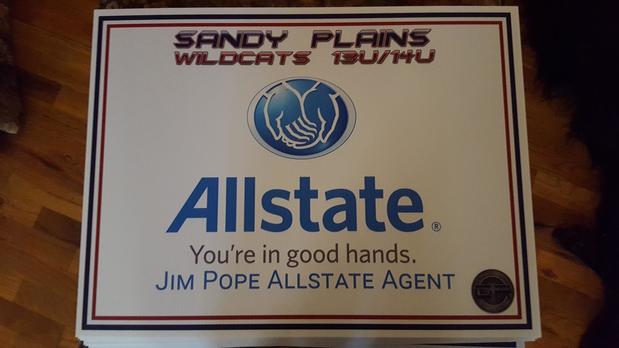 SANDY PLAINS
WILDCATS 13U/14U
Allstate®
You're in good hands.
JIM POPE ALLSTATE AGENT